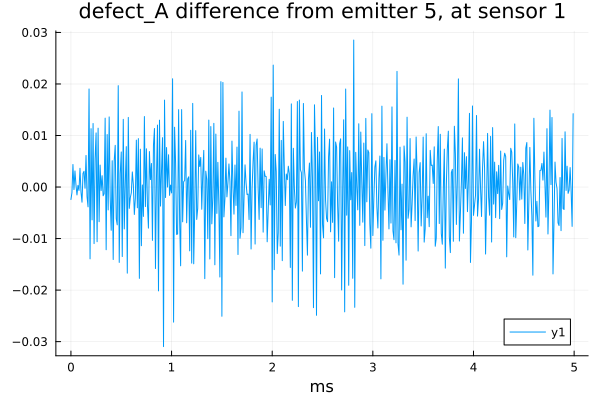 defect_A difference from emitter 5, at sensor 1
0.03
0.02
0.01
0.00
−0.01
−0.02
−0.03
0 1 2 3 4 5
ms
y1